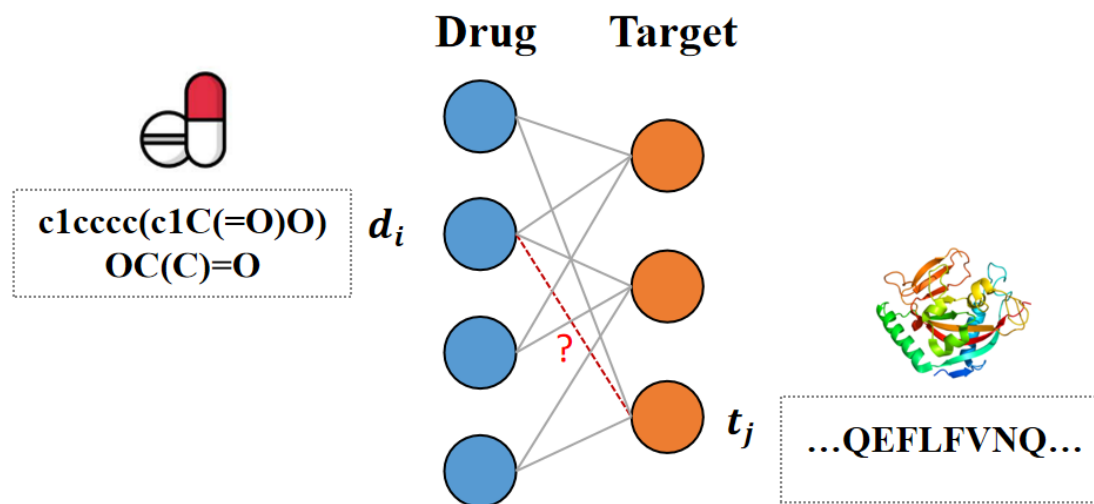 Drug Target
c1cccc(c1C(=O)O)
OC(C)=O
d_i
?
t_j
…QEFLFVNQ…